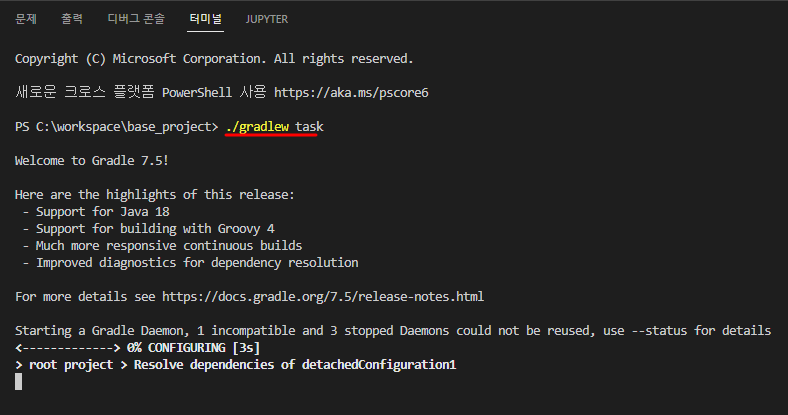 문제 출력 디버그 콘솔 터미널 JUPYTER
Copyright (C) Microsoft Corporation. All rights reserved.
새로운 크로스 플랫폼 PowerShell 사용 https://aka.ms/pscore6
PS C:\workspace\base_project> ./gradlew task
Welcome to Gradle 7.5!
Here are the highlights of this release:
- Support for Java 18
- Support for building with Groovy 4
- Much more responsive continuous builds
- Improved diagnostics for dependency resolution
For more details see https://docs.gradle.org/7.5/release-notes.html
Starting a Gradle Daemon, 1 incompatible and 3 stopped Daemons could not be reused, use --status for details
<-------------> 0% CONFIGURING [3s]
> root project > Resolve dependencies of detachedConfiguration1